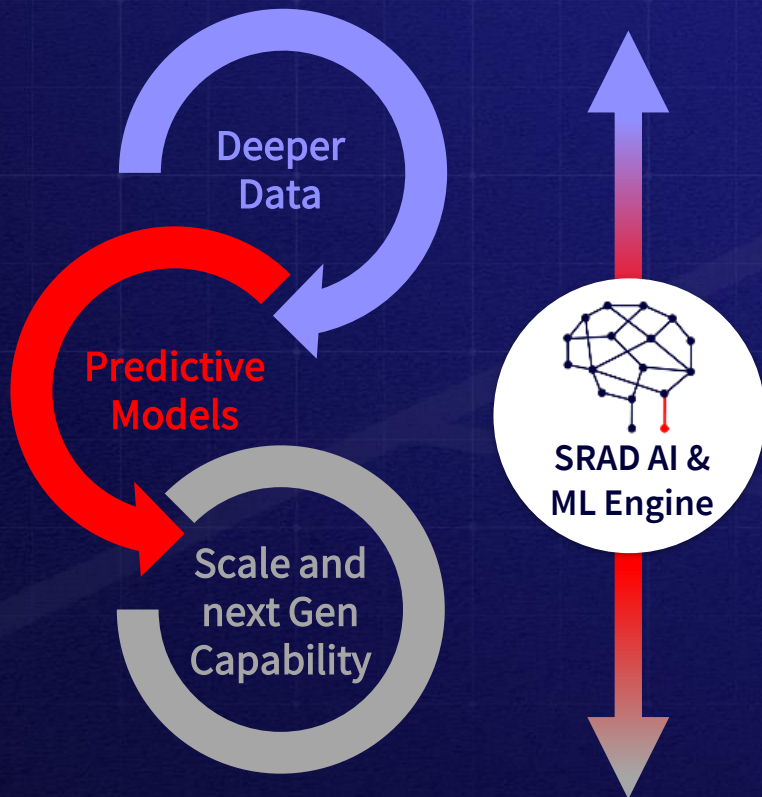 Deeper
Data
Predictive
Models
SRAD AI &
ML Engine
Scale and
next Gen
Capability